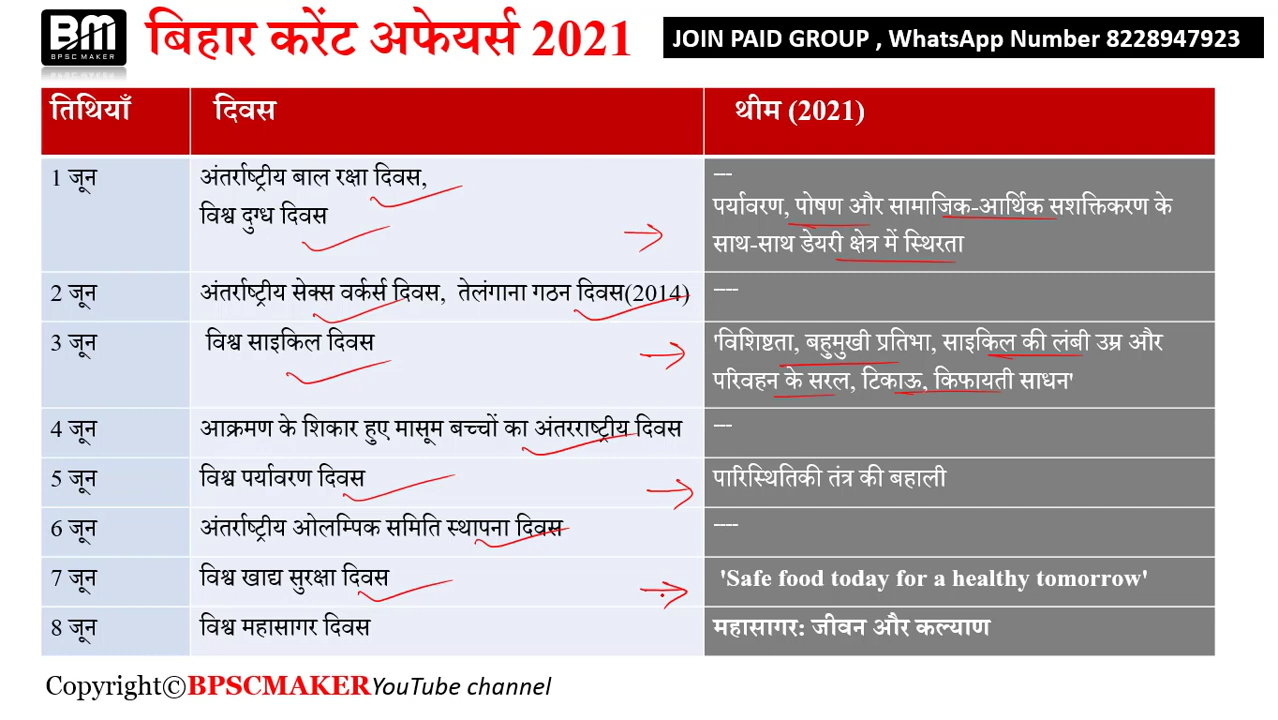 BM
BPSC MAKER
बिहार करेंट अफेयर्स 2021
JOIN PAID GROUP , WhatsApp Number 8228947923
तिथियाँ दिवस थीम (2021)
1 जून अंतर्राष्ट्रीय बाल रक्षा दिवस, ---
विश्व दुग्ध दिवस पर्यावरण, पोषण और सामाजिक-आर्थिक सशक्तिकरण के
साथ-साथ डेयरी क्षेत्र में स्थिरता
2 जून अंतर्राष्ट्रीय सेक्स वर्कर्स दिवस, तेलंगाना गठन दिवस(2014) ----
3 जून विश्व साइकिल दिवस 'विशिष्टता, बहुमुखी प्रतिभा, साइकिल की लंबी उम्र और
परिवहन के सरल, टिकाऊ, किफायती साधन'
4 जून आक्रमण के शिकार हुए मासूम बच्चों का अंतरराष्ट्रीय दिवस ---
5 जून विश्व पर्यावरण दिवस पारिस्थितिकी तंत्र की बहाली
6 जून अंतर्राष्ट्रीय ओलम्पिक समिति स्थापना दिवस ----
7 जून विश्व खाद्य सुरक्षा दिवस 'Safe food today for a healthy tomorrow'
8 जून विश्व महासागर दिवस महासागर: जीवन और कल्याण
Copyright©BPSCMAKERYouTube channel